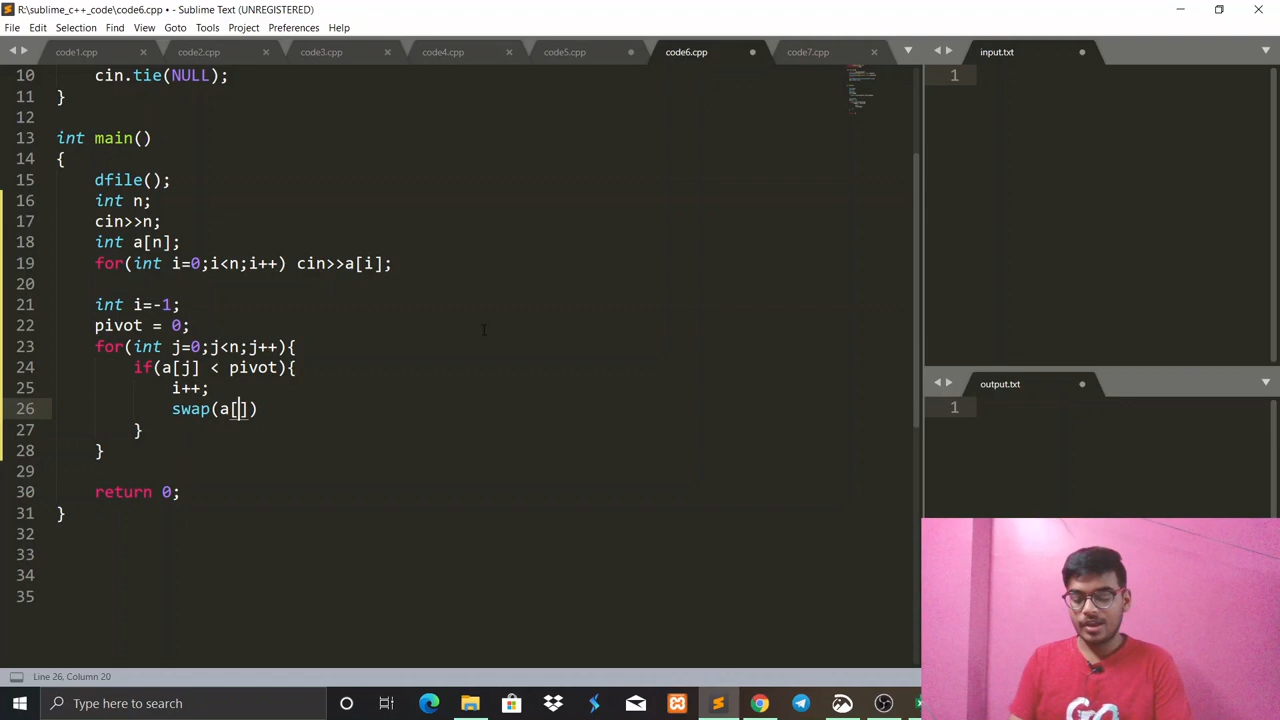 R:\sublime_c++_code\code6.cpp • - Sublime Text (UNREGISTERED)
File Edit Selection Find View Goto Tools Project Preferences Help
code1.cpp code2.cpp code3.cpp code4.cpp code5.cpp code6.cpp code7.cpp input.txt
10 cin.tie(NULL);
11 }
12
13 int main()
14 {
15 dfile();
16 int n;
17 cin>>n;
18 int a[n];
19 for(int i=0;i<n;i++) cin>>a[i];
20
21 int i=-1;
22 pivot = 0;
23 for(int j=0;j<n;j++){
24 if(a[j] < pivot){
25 i++;
26 swap(a[])
27 }
28 }
29
30 return 0;
31 }
32
33
34
35
1
output.txt
1
Line 26, Column 20
Type here to search